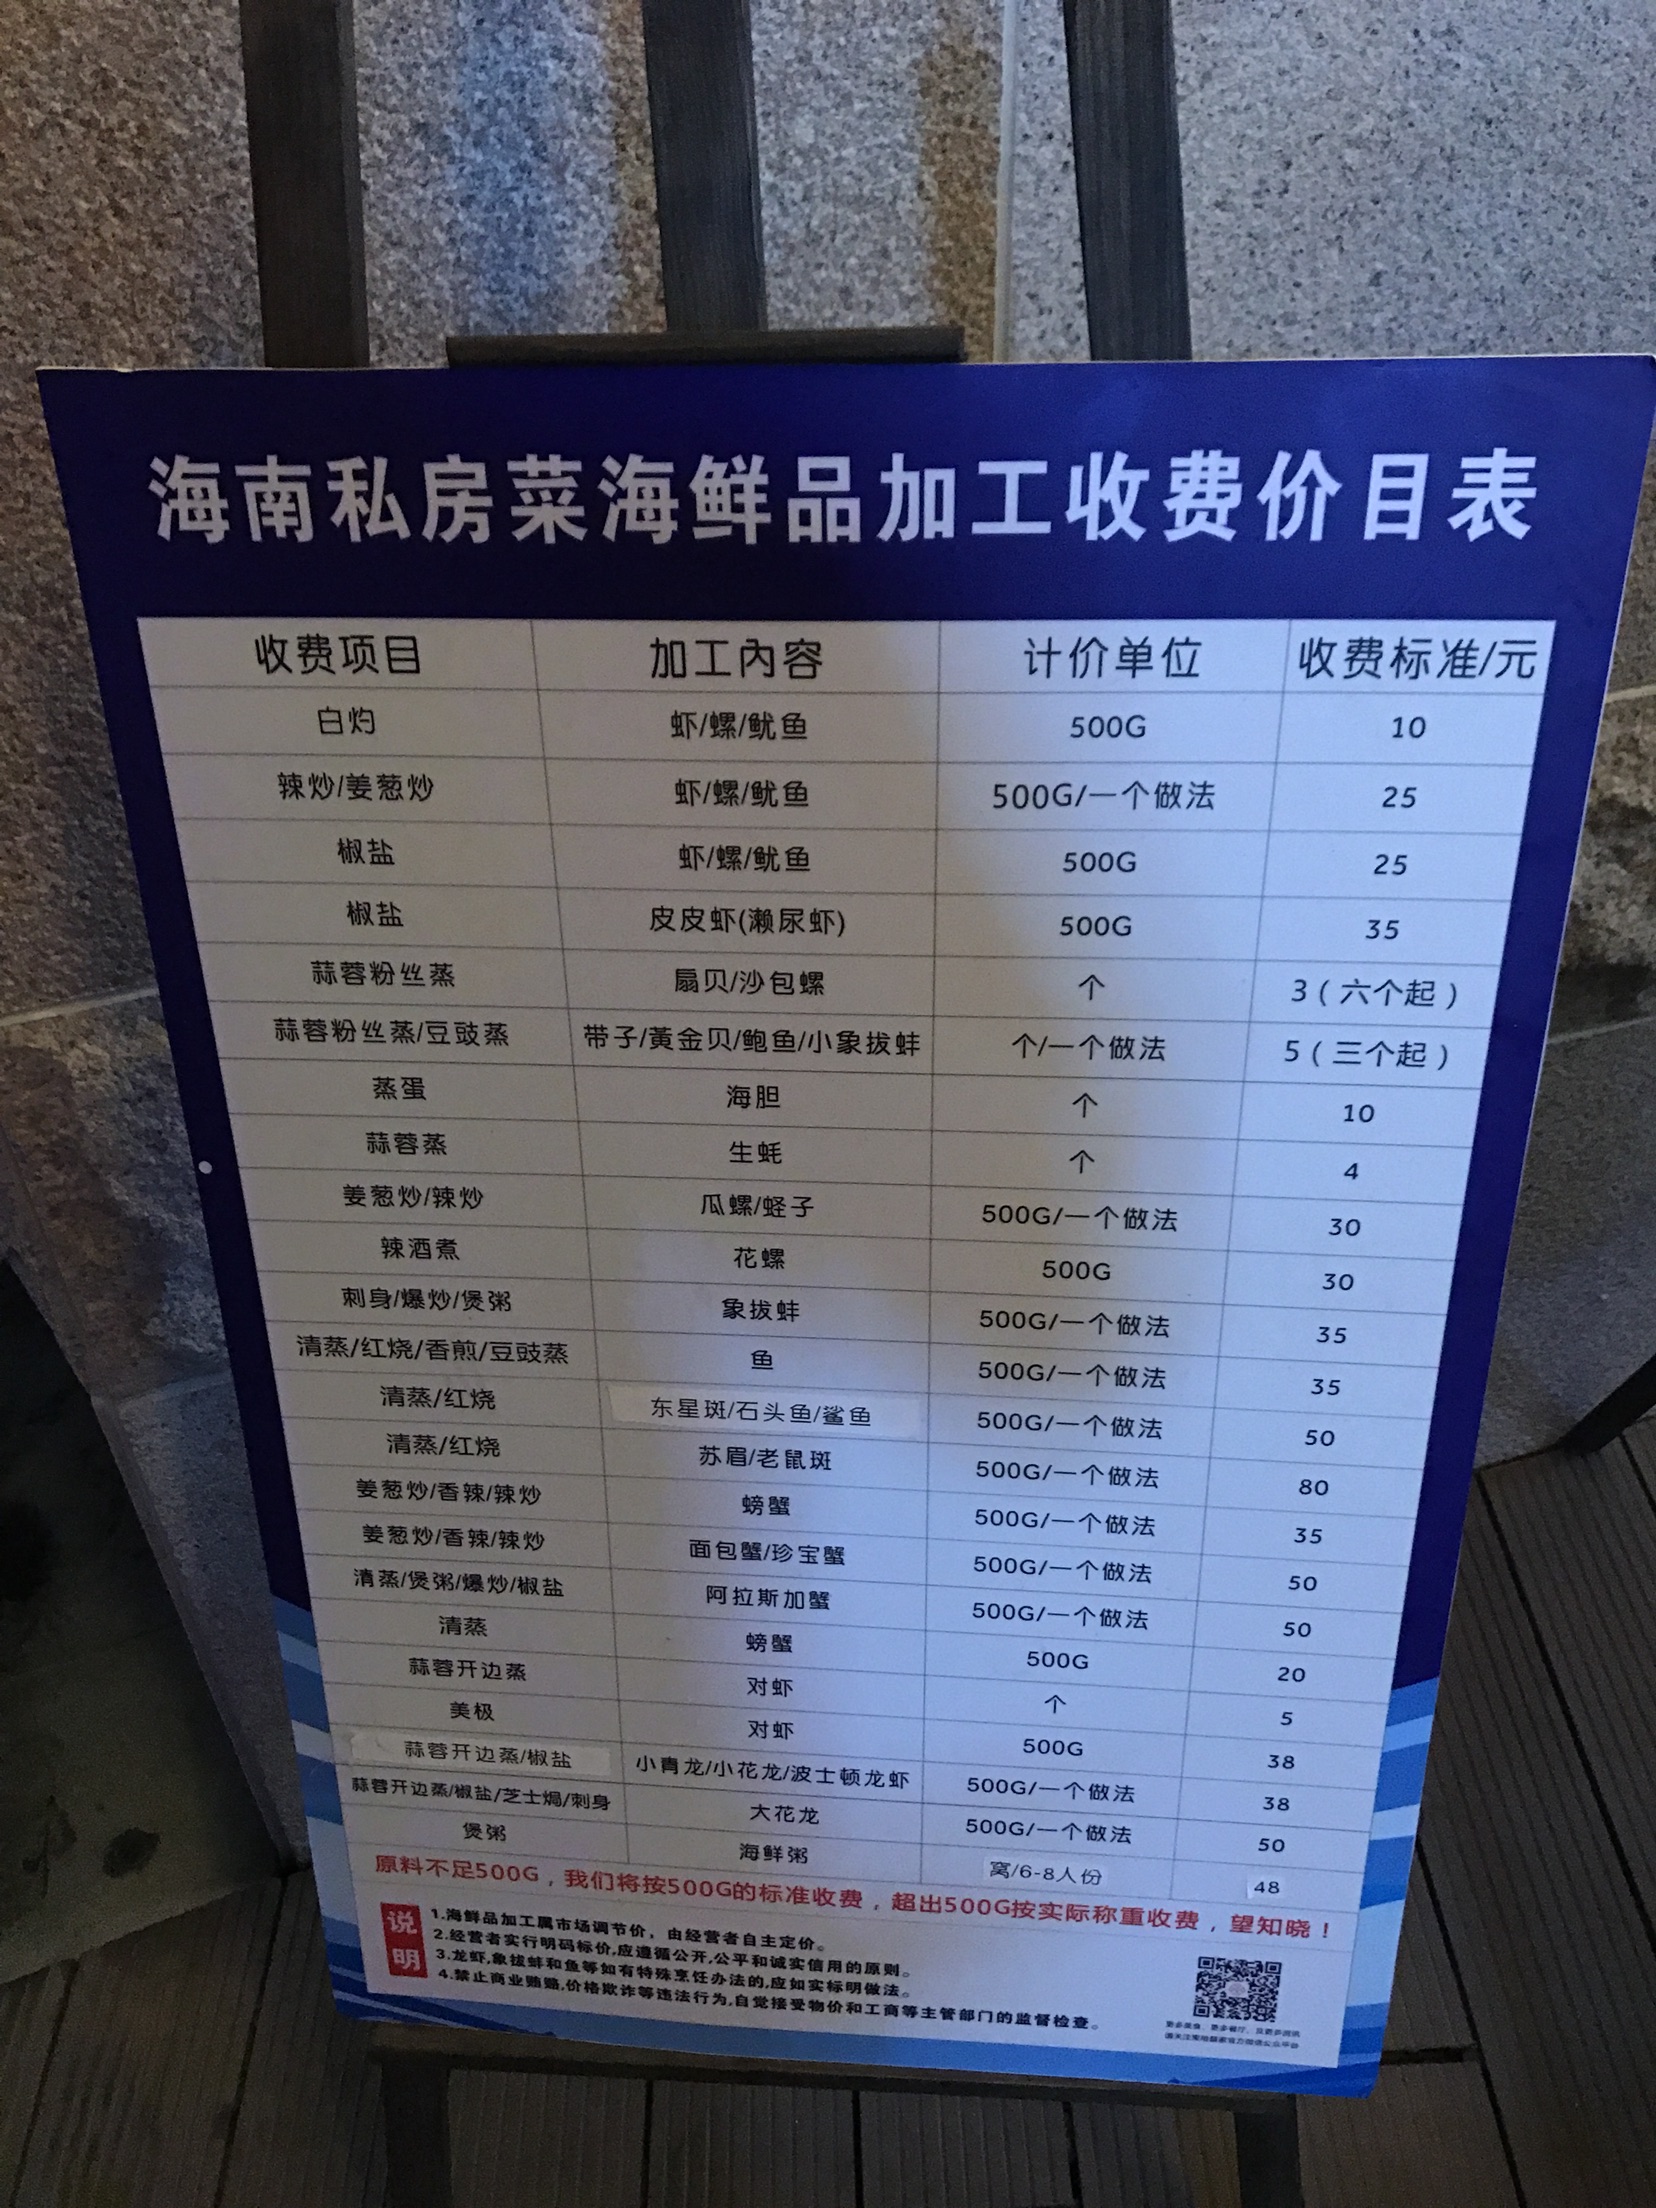 海南私房菜海鲜品加工收费价目表
收费项目 加工内容 计价单位 收费标准/元
白灼 虾/螺/鱿鱼 500G 10
辣炒/姜葱炒 虾/螺/鱿鱼 500G/一个做法 25
椒盐 虾/螺/鱿鱼 500G 25
椒盐 皮皮虾(濑尿虾) 500G 35
蒜蓉粉丝蒸 扇贝/沙包螺 个 3（六个起）
蒜蓉粉丝蒸/豆豉蒸 带子/黄金贝/鲍鱼/小象拔蚌 个/一个做法 5（三个起）
蒸蛋 海胆 个 10
蒜蓉蒸 生蚝 个 4
姜葱炒/辣炒 瓜螺/蛏子 500G/一个做法 30
辣酒煮 花螺 500G 30
刺身/爆炒/煲粥 象拔蚌 500G/一个做法 35
清蒸/红烧/香煎/豆豉蒸 鱼 500G/一个做法 35
清蒸/红烧 东星斑/石头鱼/鲨鱼 500G/一个做法 50
清蒸/红烧 苏眉/老鼠斑 500G/一个做法 80
姜葱炒/香辣/辣炒 螃蟹 500G/一个做法 35
姜葱炒/香辣/辣炒 面包蟹/珍宝蟹 500G/一个做法 50
清蒸/煲粥/爆炒/椒盐 阿拉斯加蟹 500G/一个做法 50
清蒸 螃蟹 500G 20
蒜蓉开边蒸 对虾 个 5
美极 对虾 500G 38
蒜蓉开边蒸/椒盐 小青龙/小花龙/波士顿龙虾 500G/一个做法 38
蒜蓉开边蒸/椒盐/芝士焗/刺身 大花龙 500G/一个做法 50
煲粥 海鲜粥 窝/6-8人份 48
原料不足500G，我们将按500G的标准收费，超出500G按实际称重收费，望知晓！
说明
1.海鲜品加工属市场调节价，由经营者自主定价。
2.经营者实行明码标价,应遵循公开,公平和诚实信用的原则。
3.龙虾,象拔蚌和鱼等如有特殊烹饪办法的,应如实标明做法。
4.禁止商业贿赂,价格欺诈等违法行为,自觉接受物价和工商等主管部门的监督检查。